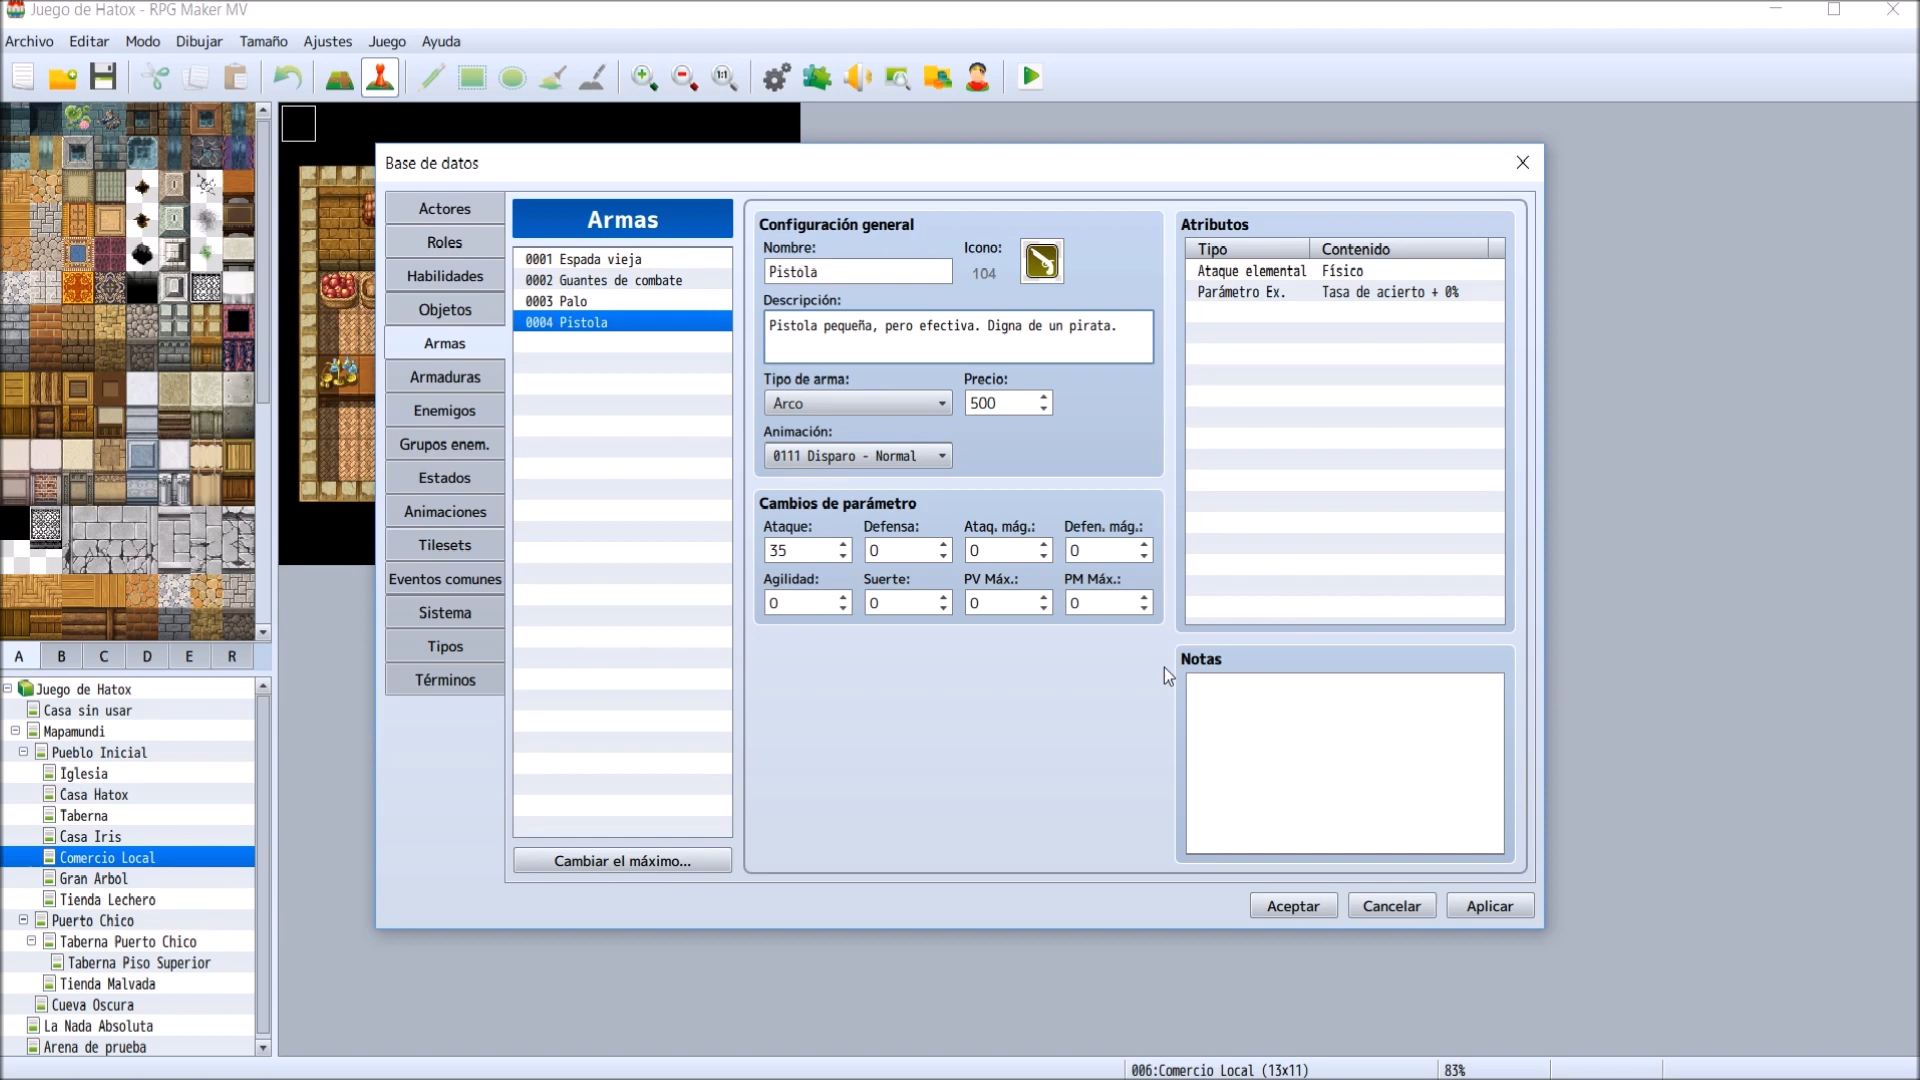 Juego de Hatox - RPG Maker MV
Archivo Editar Modo Dibujar Tamaño Ajustes Juego Ayuda
1:1
Base de datos
Actores
Roles
Habilidades
Objetos
Armas
Armaduras
Enemigos
Grupos enem.
Estados
Animaciones
Tilesets
Eventos comunes
Sistema
Tipos
Términos
Armas
0001 Espada vieja
0002 Guantes de combate
0003 Palo
0004 Pistola
Cambiar el máximo...
Configuración general
Nombre: Icono:
Pistola 104
Descripción:
Pistola pequeña, pero efectiva. Digna de un pirata.
Tipo de arma: Precio:
Arco 500
Animación:
0111 Disparo - Normal
Cambios de parámetro
Ataque: Defensa: Ataq. mág.: Defen. mág.:
35 0 0 0
Agilidad: Suerte: PV Máx.: PM Máx.:
0 0 0 0
Atributos
Tipo Contenido
Ataque elemental Físico
Parámetro Ex. Tasa de acierto + 0%
Notas
Aceptar Cancelar Aplicar
A B C D E R
Juego de Hatox
Casa sin usar
Mapamundi
Pueblo Inicial
Iglesia
Casa Hatox
Taberna
Casa Iris
Comercio Local
Gran Arbol
Tienda Lechero
Puerto Chico
Taberna Puerto Chico
Taberna Piso Superior
Tienda Malvada
Cueva Oscura
La Nada Absoluta
Arena de prueba
006:Comercio Local (13x11) 83%